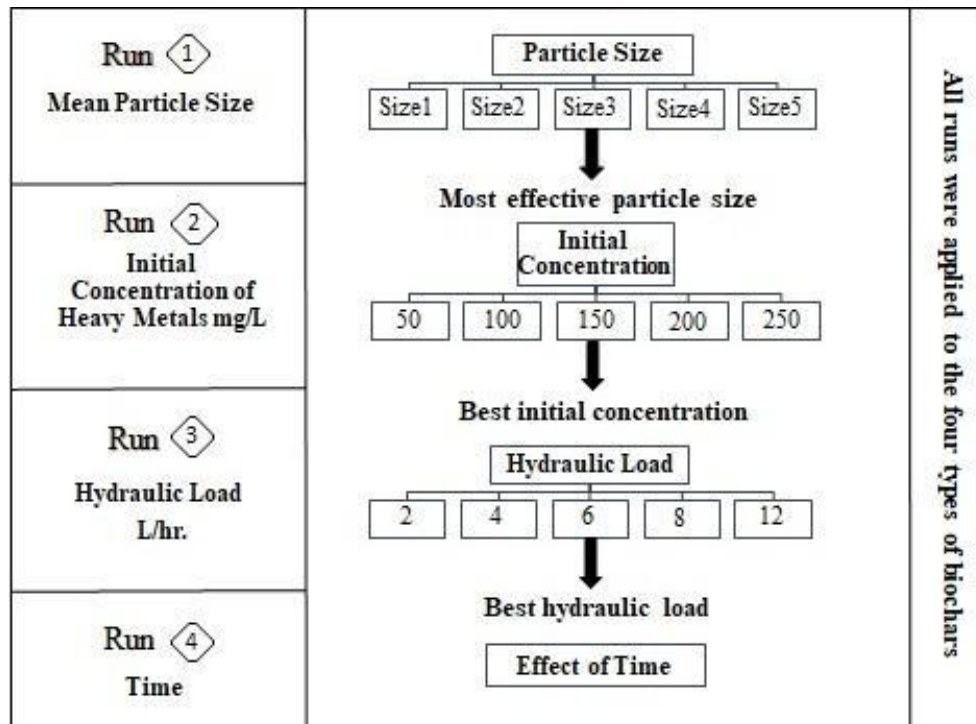 Run 1
Mean Particle Size
Particle Size
Size1 Size2 Size3 Size4 Size5
Most effective particle size
Run 2
Initial
Concentration of
Heavy Metals mg/L
Initial
Concentration
50 100 150 200 250
Best initial concentration
Run 3
Hydraulic Load
L/hr.
Hydraulic Load
2 4 6 8 12
Best hydraulic load
Run 4
Time
Effect of Time
All runs were applied to the four types of biochars